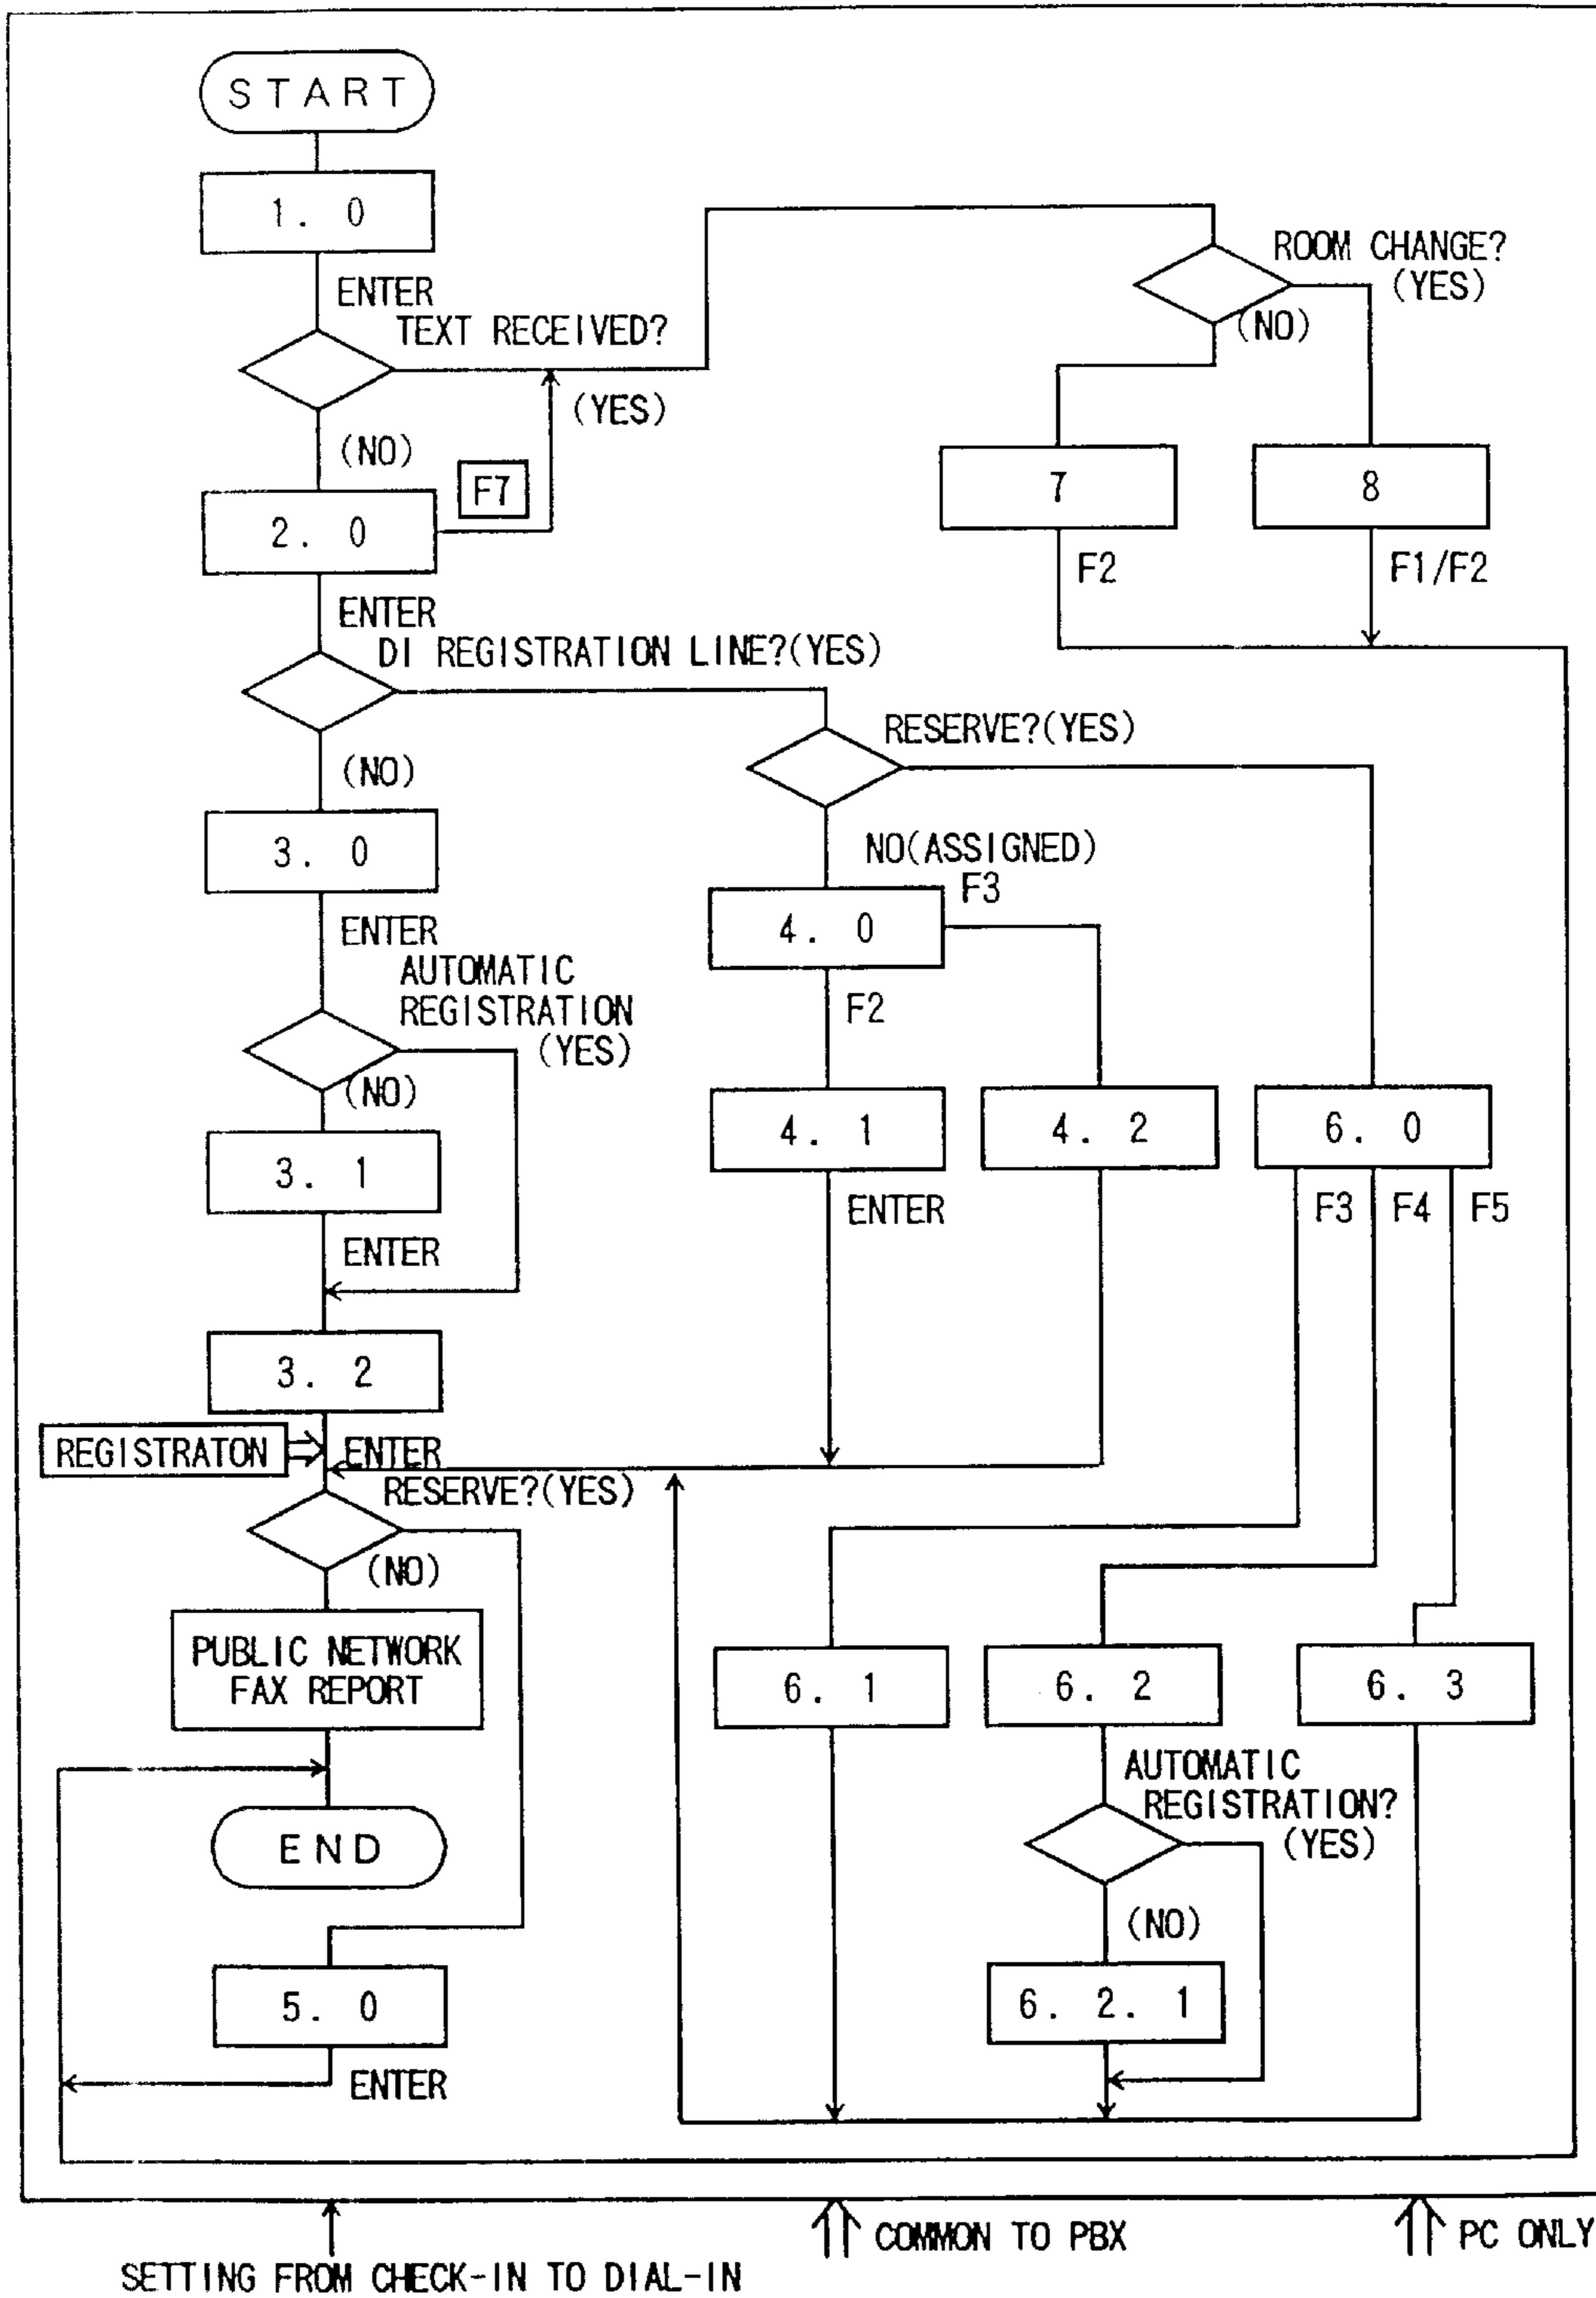 START
1. 0
ENTER
TEXT RECEIVED?
(YES)
(NO)
F7
2. 0
ENTER
ROOM CHANGE?
(YES)
(NO)
7
8
F2
F1/F2
DI REGISTRATION LINE?(YES)
(NO)
RESERVE?(YES)
NO(ASSIGNED)
F3
3. 0
ENTER
AUTOMATIC
REGISTRATION
(YES)
(NO)
4. 0
F2
4. 1
4. 2
6. 0
ENTER
F3
F4
F5
3. 1
ENTER
3. 2
REGISTRATON
ENTER
RESERVE?(YES)
(NO)
PUBLIC NETWORK
FAX REPORT
END
5. 0
ENTER
6. 1
6. 2
6. 3
AUTOMATIC
REGISTRATION?
(YES)
(NO)
6. 2. 1
COMMON TO PBX
PC ONLY
SETTING FROM CHECK-IN TO DIAL-IN